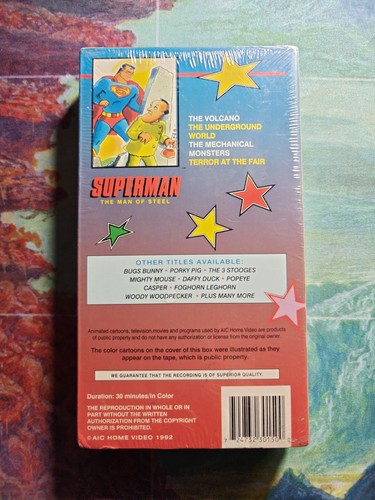 THE VOLCANO
THE UNDERGROUND
WORLD
THE MECHANICAL
MONSTERS
TERROR AT THE FAIR
SUPERMAN
THE MAN OF STEEL
OTHER TITLES AVAILABLE:
BUGS BUNNY • PORKY PIG • THE 3 STOOGES
MIGHTY MOUSE • DAFFY DUCK • POPEYE
CASPER • FOGHORN LEGHORN
WOODY WOODPECKER • PLUS MANY MORE
Animated cartoons, television, movies and programs used by AIC Home Video are products
of public property and do not have any authorization or license from the original owner.
The color cartoons on the cover of this box were illustrated as they
appear on the tape, which is public property.
WE GUARANTEE THAT THE RECORDING IS OF SUPERIOR QUALITY.
Duration: 30 minutes/In Color
THE REPRODUCTION IN WHOLE OR IN
PART WITHOUT THE WRITTEN
AUTHORIZATION FROM THE COPYRIGHT
OWNER IS PROHIBITED.
© AIC HOME VIDEO 1992
7 24732 30130 0